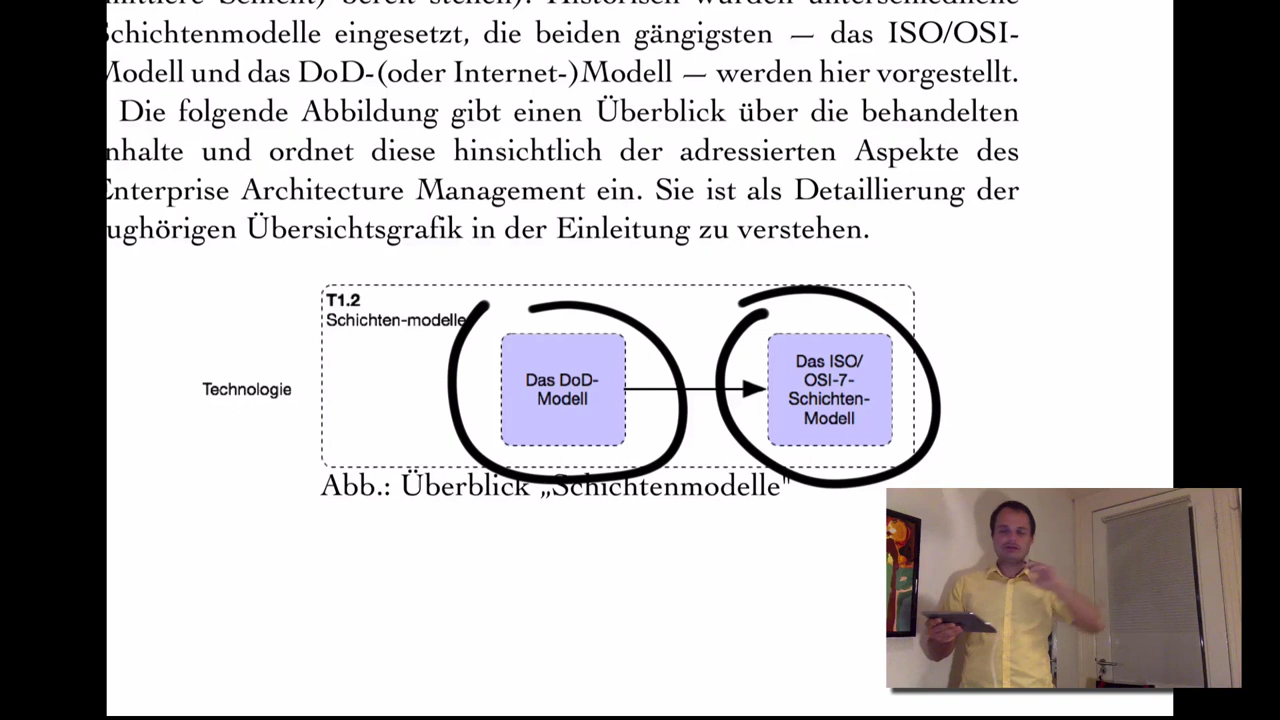 Schichtenmodelle eingesetzt, die beiden gängigsten — das ISO/OSI-
Modell und das DoD-(oder Internet-)Modell — werden hier vorgestellt.
Die folgende Abbildung gibt einen Überblick über die behandelten
nhalte und ordnet diese hinsichtlich der adressierten Aspekte des
Enterprise Architecture Management ein. Sie ist als Detaillierung der
ughörigen Übersichtsgrafik in der Einleitung zu verstehen.
T1.2
Schichten-modelle
Technologie
Das DoD-
Modell
Das ISO/
OSI-7-
Schichten-
Modell
Abb.: Überblick „Schichtenmodelle"